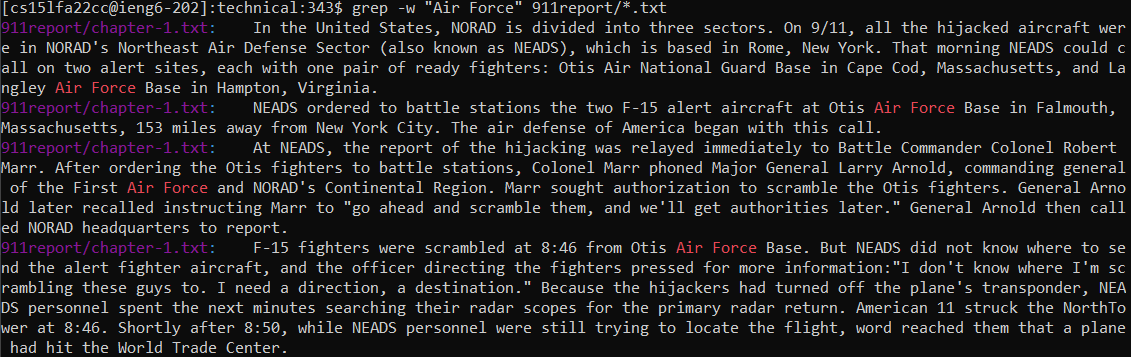 [cs15lfa22cc@ieng6-202]:technical:343$ grep -w "Air Force" 911report/*.txt
911report/chapter-1.txt:    In the United States, NORAD is divided into three sectors. On 9/11, all the hijacked aircraft wer
e in NORAD's Northeast Air Defense Sector (also known as NEADS), which is based in Rome, New York. That morning NEADS could c
all on two alert sites, each with one pair of ready fighters: Otis Air National Guard Base in Cape Cod, Massachusetts, and La
ngley Air Force Base in Hampton, Virginia.
911report/chapter-1.txt:    NEADS ordered to battle stations the two F-15 alert aircraft at Otis Air Force Base in Falmouth,
Massachusetts, 153 miles away from New York City. The air defense of America began with this call.
911report/chapter-1.txt:    At NEADS, the report of the hijacking was relayed immediately to Battle Commander Colonel Robert
Marr. After ordering the Otis fighters to battle stations, Colonel Marr phoned Major General Larry Arnold, commanding general
 of the First Air Force and NORAD's Continental Region. Marr sought authorization to scramble the Otis fighters. General Arno
ld later recalled instructing Marr to "go ahead and scramble them, and we'll get authorities later." General Arnold then call
ed NORAD headquarters to report.
911report/chapter-1.txt:    F-15 fighters were scrambled at 8:46 from Otis Air Force Base. But NEADS did not know where to se
nd the alert fighter aircraft, and the officer directing the fighters pressed for more information:"I don't know where I'm sc
rambling these guys to. I need a direction, a destination." Because the hijackers had turned off the plane's transponder, NEA
DS personnel spent the next minutes searching their radar scopes for the primary radar return. American 11 struck the NorthTo
wer at 8:46. Shortly after 8:50, while NEADS personnel were still trying to locate the flight, word reached them that a plane
 had hit the World Trade Center.